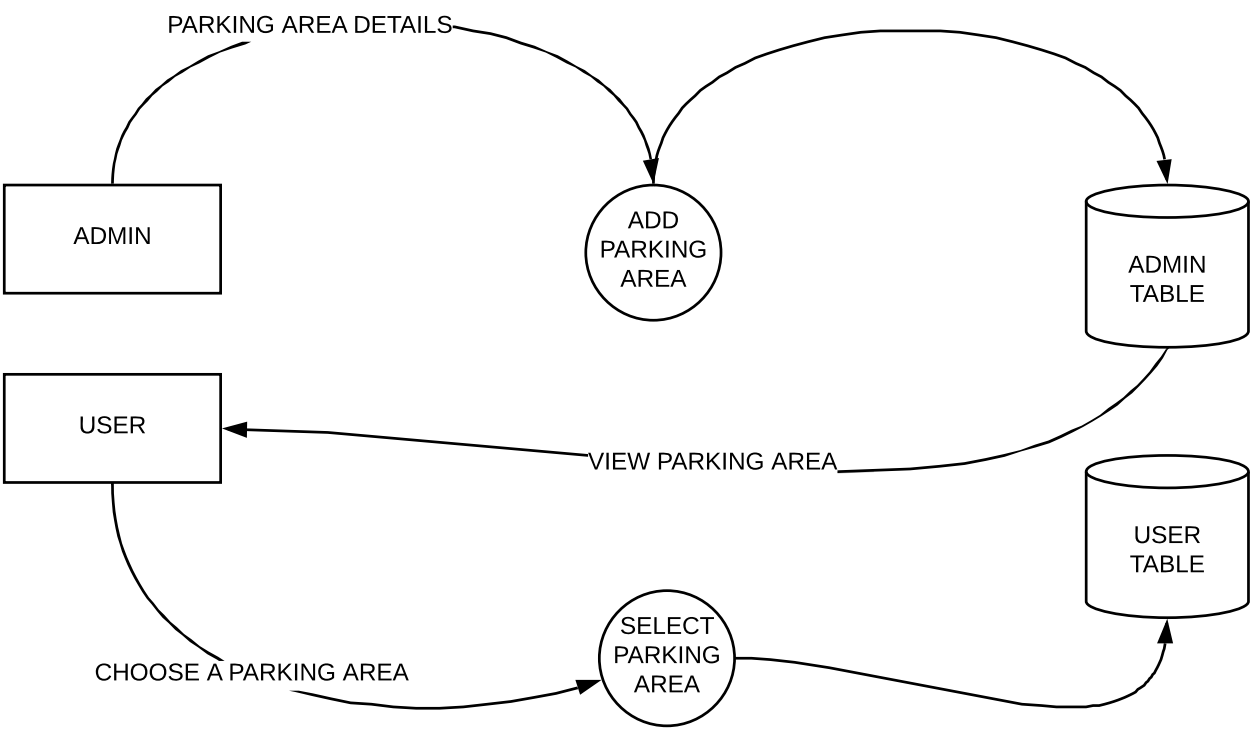 PARKING AREA DETAILS
ADMIN
ADD
PARKING
AREA
ADMIN
TABLE
USER
VIEW PARKING AREA
USER
TABLE
CHOOSE A PARKING AREA
SELECT
PARKING
AREA